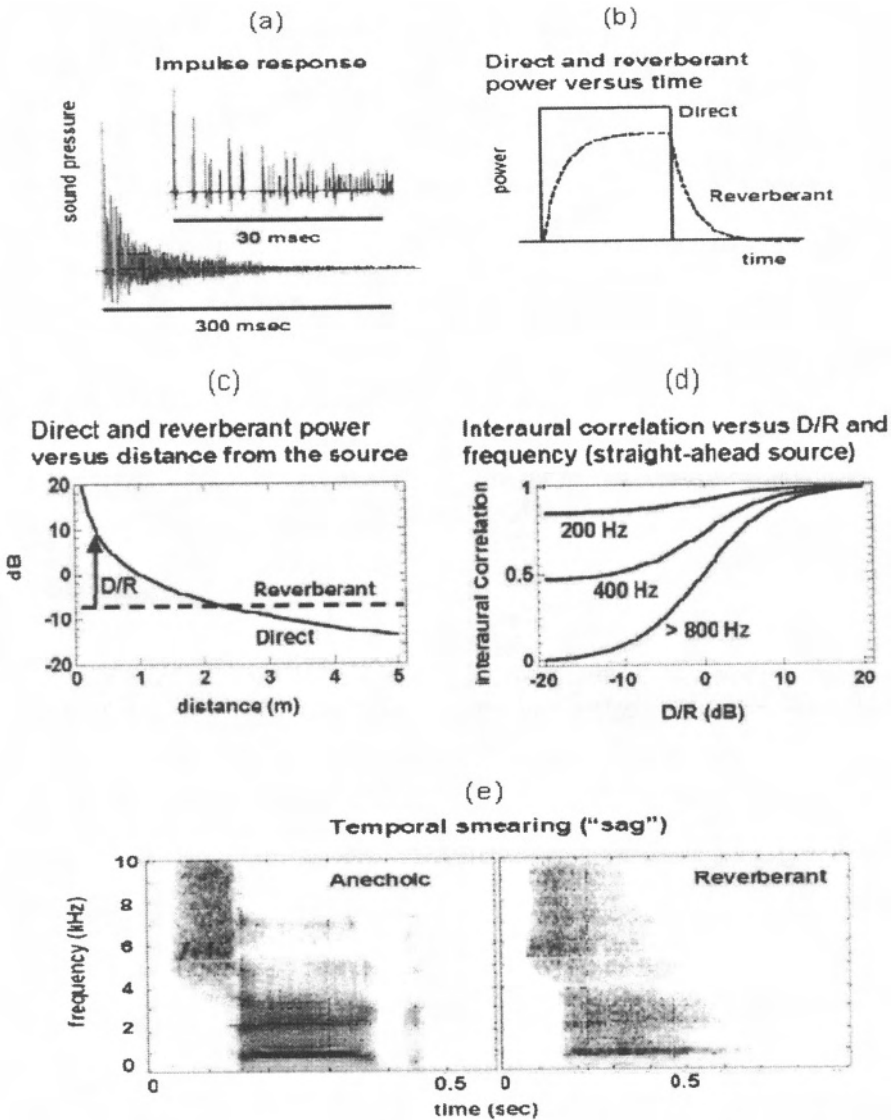 (a)
Impulse response
sound pressure
30 msec
300 msec
(b)
Direct and reverberant
power versus time
Direct
power
Reverberant
time
(c)
Direct and reverberant power
versus distance from the source
20
10
0
-10
-20
dB
D/R
Reverberant
Direct
0 1 2 3 4 5
distance (m)
(d)
Interaural correlation versus D/R and
frequency (straight-ahead source)
1
0.5
0
interaural Correlation
200 Hz
400 Hz
> 800 Hz
-20 -10 0 10 20
D/R (dB)
(e)
Temporal smearing ("sag")
10
8
6
4
2
0
frequency (kHz)
Anechoic
Reverberant
0 0.5 0 0.5
time (sec)